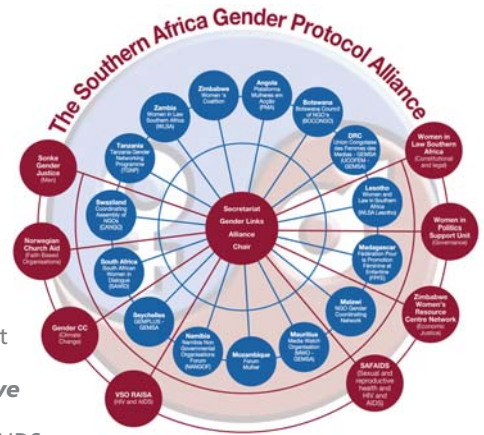 The Southern Africa Gender Protocol Alliance
Angola
Plataforma
Mulheres em
Acção (PMA)
Botswana
Botswana Council
of NGO's
(BOCONGO)
DRC
Union Congolaise
des Femmes des
Medias - GEMSA
(UCOFEM -
GEMSA)
Lesotho
Women and
Law in Southern
Africa
(WLSA Lesotho)
Madagascar
Federation Pour
la Promotion
Féminine et
Enfantine
(FPFE)
Malawi
NGO Gender
Coordinating
Network
Mauritius
Media Watch
Organisation
(MWO -
GEMSA)
Mozambique
Forum
Mulher
Namibia
Namibia Non
Governmental
Organisations
Forum
(NANGOF)
Seychelles
GEMPLUS -
GEMSA
South Africa
South African
Women in
Dialogue
(SAWID)
Swaziland
Coordinating
Assembly of
NGOs
(CANGO)
Tanzania
Tanzania Gender
Networking
Programme
(TGNP)
Zambia
Women in Law
Southern Africa
(WLSA)
Zimbabwe
Women's
Coalition
Secretariat
Gender Links
Alliance
Chair
Women in
Law Southern
Africa
(Constitutional
and legal)
Women in
Politics
Support Unit
(Governance)
Zimbabwe
Women's
Resource
Centre Network
(Economic
Justice)
SAFAIDS
(Sexual and
reproductive
health and
HIV and
AIDS)
VSO RAISA
(HIV and AIDS)
Gender CC
(Climate
Change)
Norwegian
Church Aid
(Faith Based
Organisations)
Sonke
Gender
Justice
(Men)
t
ve